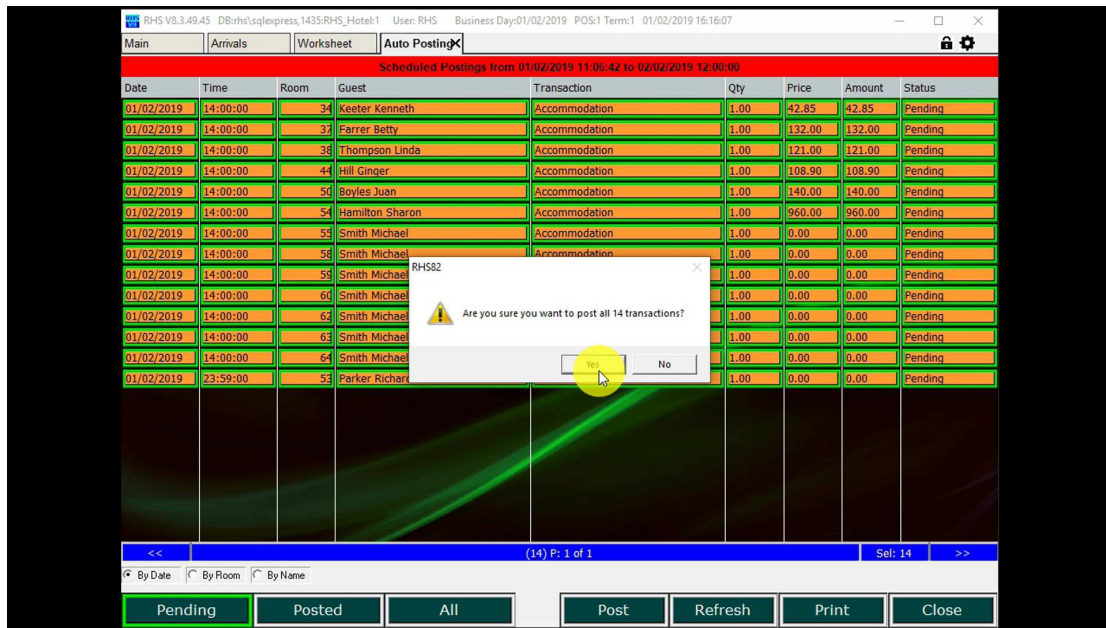 RHS V8.3.49.45 DB:rhs\sqlexpress,1435:RHS_Hotel:1 User: RHS Business Day:01/02/2019 POS:1 Term:1 01/02/2019 16:16:07
Main Arrivals Worksheet Auto Posting
Scheduled Postings from 01/02/2019 11:06:42 to 02/02/2019 12:00:00
Date Time Room Guest Transaction Qty Price Amount Status
01/02/2019 14:00:00 34 Keeter Kenneth Accommodation 1.00 42.85 42.85 Pending
01/02/2019 14:00:00 37 Farrer Betty Accommodation 1.00 132.00 132.00 Pending
01/02/2019 14:00:00 38 Thompson Linda Accommodation 1.00 121.00 121.00 Pending
01/02/2019 14:00:00 44 Hill Ginger Accommodation 1.00 108.90 108.90 Pending
01/02/2019 14:00:00 50 Boyles Juan Accommodation 1.00 140.00 140.00 Pending
01/02/2019 14:00:00 54 Hamilton Sharon Accommodation 1.00 960.00 960.00 Pending
01/02/2019 14:00:00 55 Smith Michael Accommodation 1.00 0.00 0.00 Pending
01/02/2019 14:00:00 58 Smith Michael Accommodation 1.00 0.00 0.00 Pending
RHS82
01/02/2019 14:00:00 59 Smith Michael 1.00 0.00 0.00 Pending
01/02/2019 14:00:00 60 Smith Michael 1.00 0.00 0.00 Pending
01/02/2019 14:00:00 62 Smith Michael 1.00 0.00 0.00 Pending
Are you sure you want to post all 14 transactions?
01/02/2019 14:00:00 63 Smith Michael 1.00 0.00 0.00 Pending
01/02/2019 14:00:00 64 Smith Michael 1.00 0.00 0.00 Pending
Yes No
01/02/2019 23:59:00 53 Parker Richard 1.00 0.00 0.00 Pending
<< (14) P: 1 of 1 Sel: 14 >>
By Date By Room By Name
Pending Posted All Post Refresh Print Close